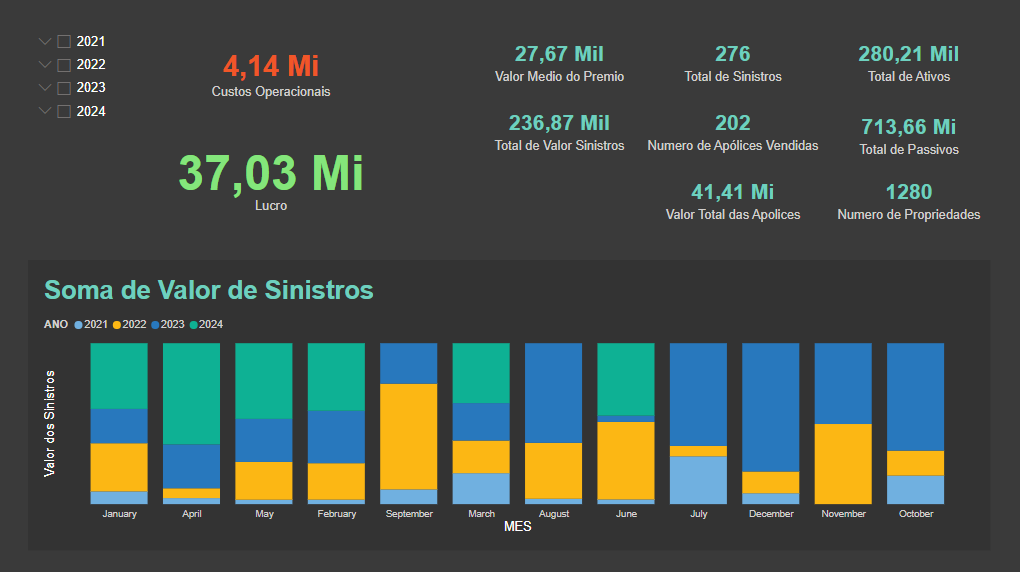 2021
2022
2023
2024
4,14 Mi
Custos Operacionais
37,03 Mi
Lucro
27,67 Mil
Valor Medio do Premio
276
Total de Sinistros
280,21 Mil
Total de Ativos
236,87 Mil
Total de Valor Sinistros
202
Numero de Apólices Vendidas
713,66 Mi
Total de Passivos
41,41 Mi
Valor Total das Apolices
1280
Numero de Propriedades
Soma de Valor de Sinistros
ANO 2021 2022 2023 2024
Valor dos Sinistros
January April May February September March August June July December November October
MES